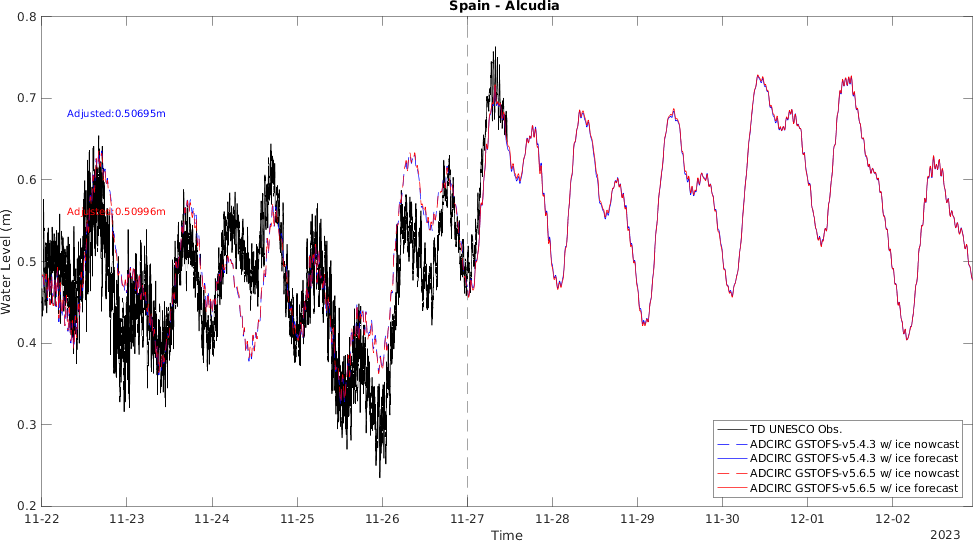 Spain - Alcudia
0.8
0.7
0.6
0.5
0.4
0.3
0.2
Water Level (m)
Adjusted:0.50695m
Adjusted:0.50996m
TD UNESCO Obs.
ADCIRC GSTOFS-v5.4.3 w/ ice nowcast
ADCIRC GSTOFS-v5.4.3 w/ ice forecast
ADCIRC GSTOFS-v5.6.5 w/ ice nowcast
ADCIRC GSTOFS-v5.6.5 w/ ice forecast
11-22 11-23 11-24 11-25 11-26 11-27 11-28 11-29 11-30 12-01 12-02
Time
2023